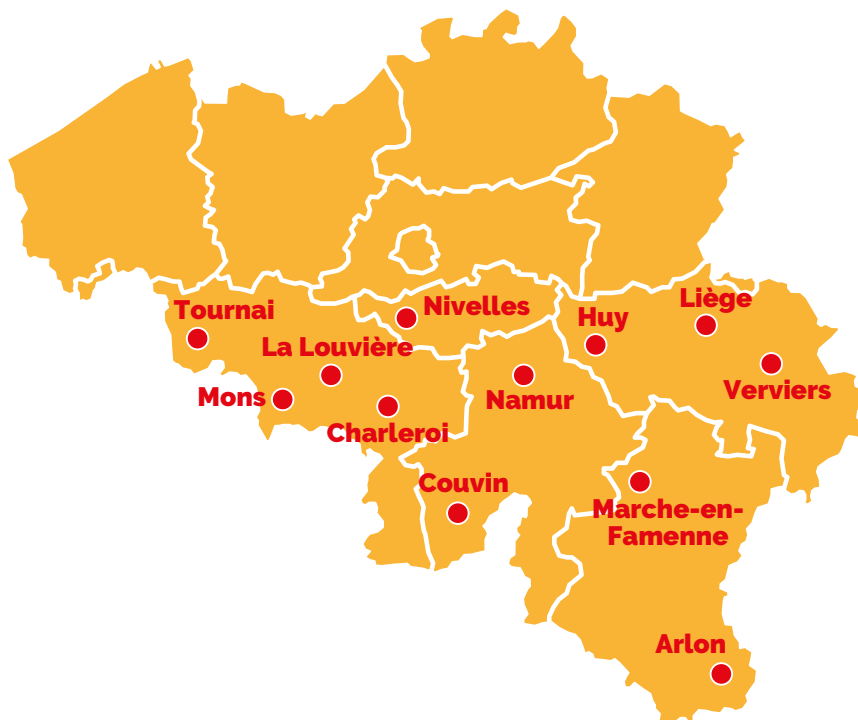 Liège
Nivelles
Tournai
Huy
La Louvière
Verviers
Mons
Namur
Charleroi
Couvin
Marche-en-
Famenne
Arlon